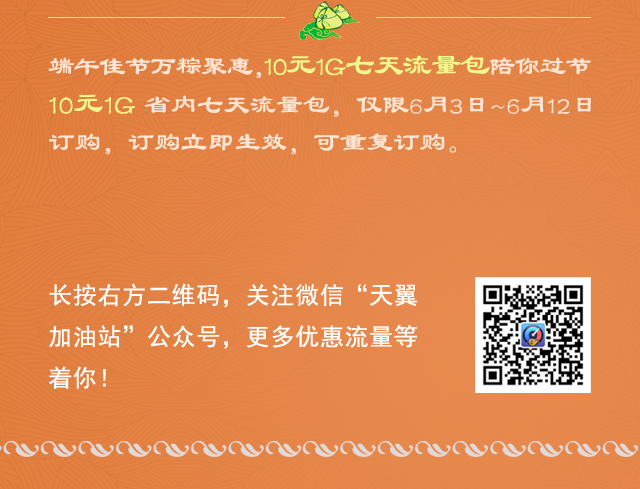 端午佳节万粽聚惠,10元1G七天流量包陪你过节
10元1G 省内七天流量包，仅限6月3日~6月12日
订购，订购立即生效，可重复订购。
长按右方二维码，关注微信“天翼
加油站”公众号，更多优惠流量等
着你！